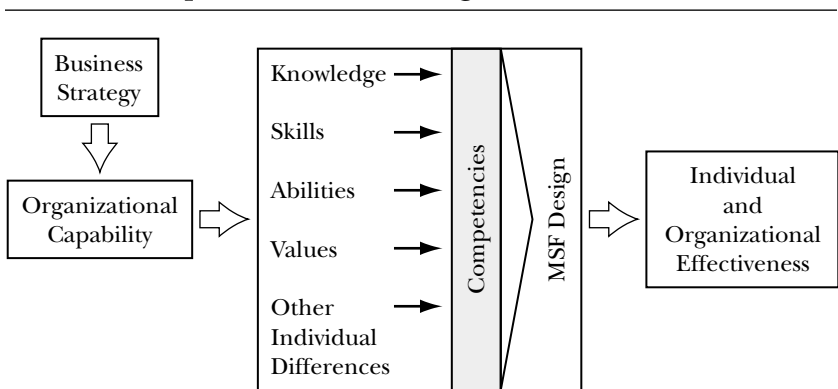 Business
Strategy
Organizational
Capability
Knowledge
Skills
Abilities
Values
Other
Individual
Differences
Competencies
MSF Design
Individual
and
Organizational
Effectiveness